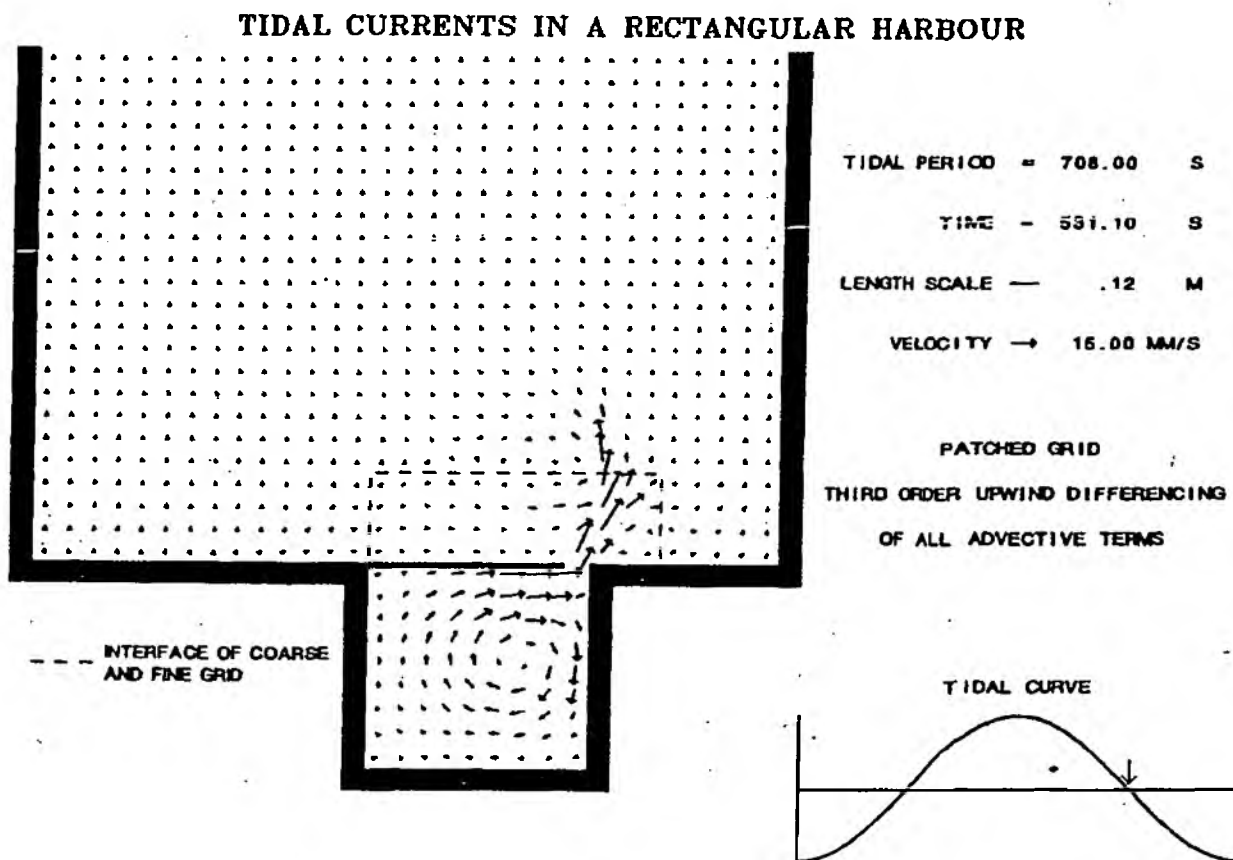 TIDAL CURRENTS IN A RECTANGULAR HARBOUR
TIDAL PERIOD = 708.00 S
TIME - 531.10 S
LENGTH SCALE — .12 M
VELOCITY → 15.00 MM/S
PATCHED GRID
THIRD ORDER UPWIND DIFFERENCING
OF ALL ADVECTIVE TERMS
--- INTERFACE OF COARSE
AND FINE GRID
TIDAL CURVE